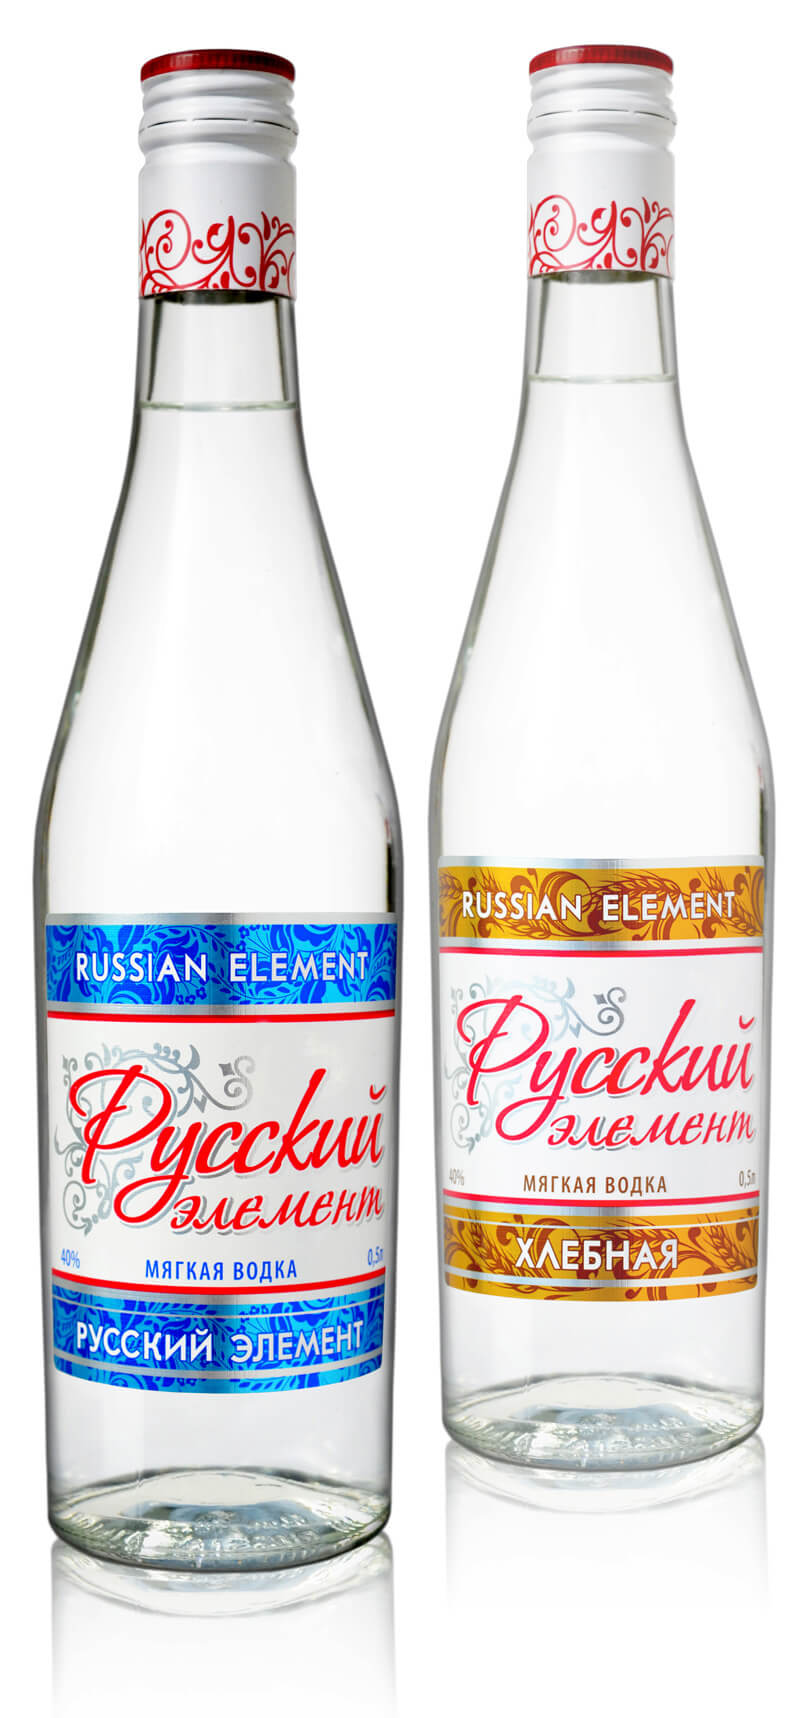 RUSSIAN ELEMENT
Русский
элемент
40% 0,5л
МЯГКАЯ ВОДКА
РУССКИЙ ЭЛЕМЕНТ
RUSSIAN ELEMENT
Русский
элемент
40% 0,5л
МЯГКАЯ ВОДКА
ХЛЕБНАЯ